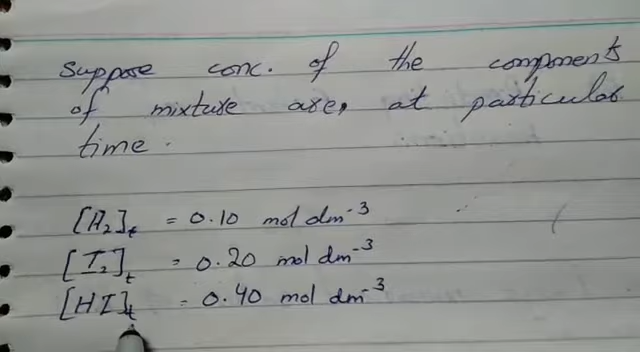 Suppose conc. of the components
of mixture are, at particular
time.
[H₂]ₜ = 0.10 mol dm⁻³
[I₂]ₜ = 0.20 mol dm⁻³
[HI]ₜ = 0.40 mol dm⁻³